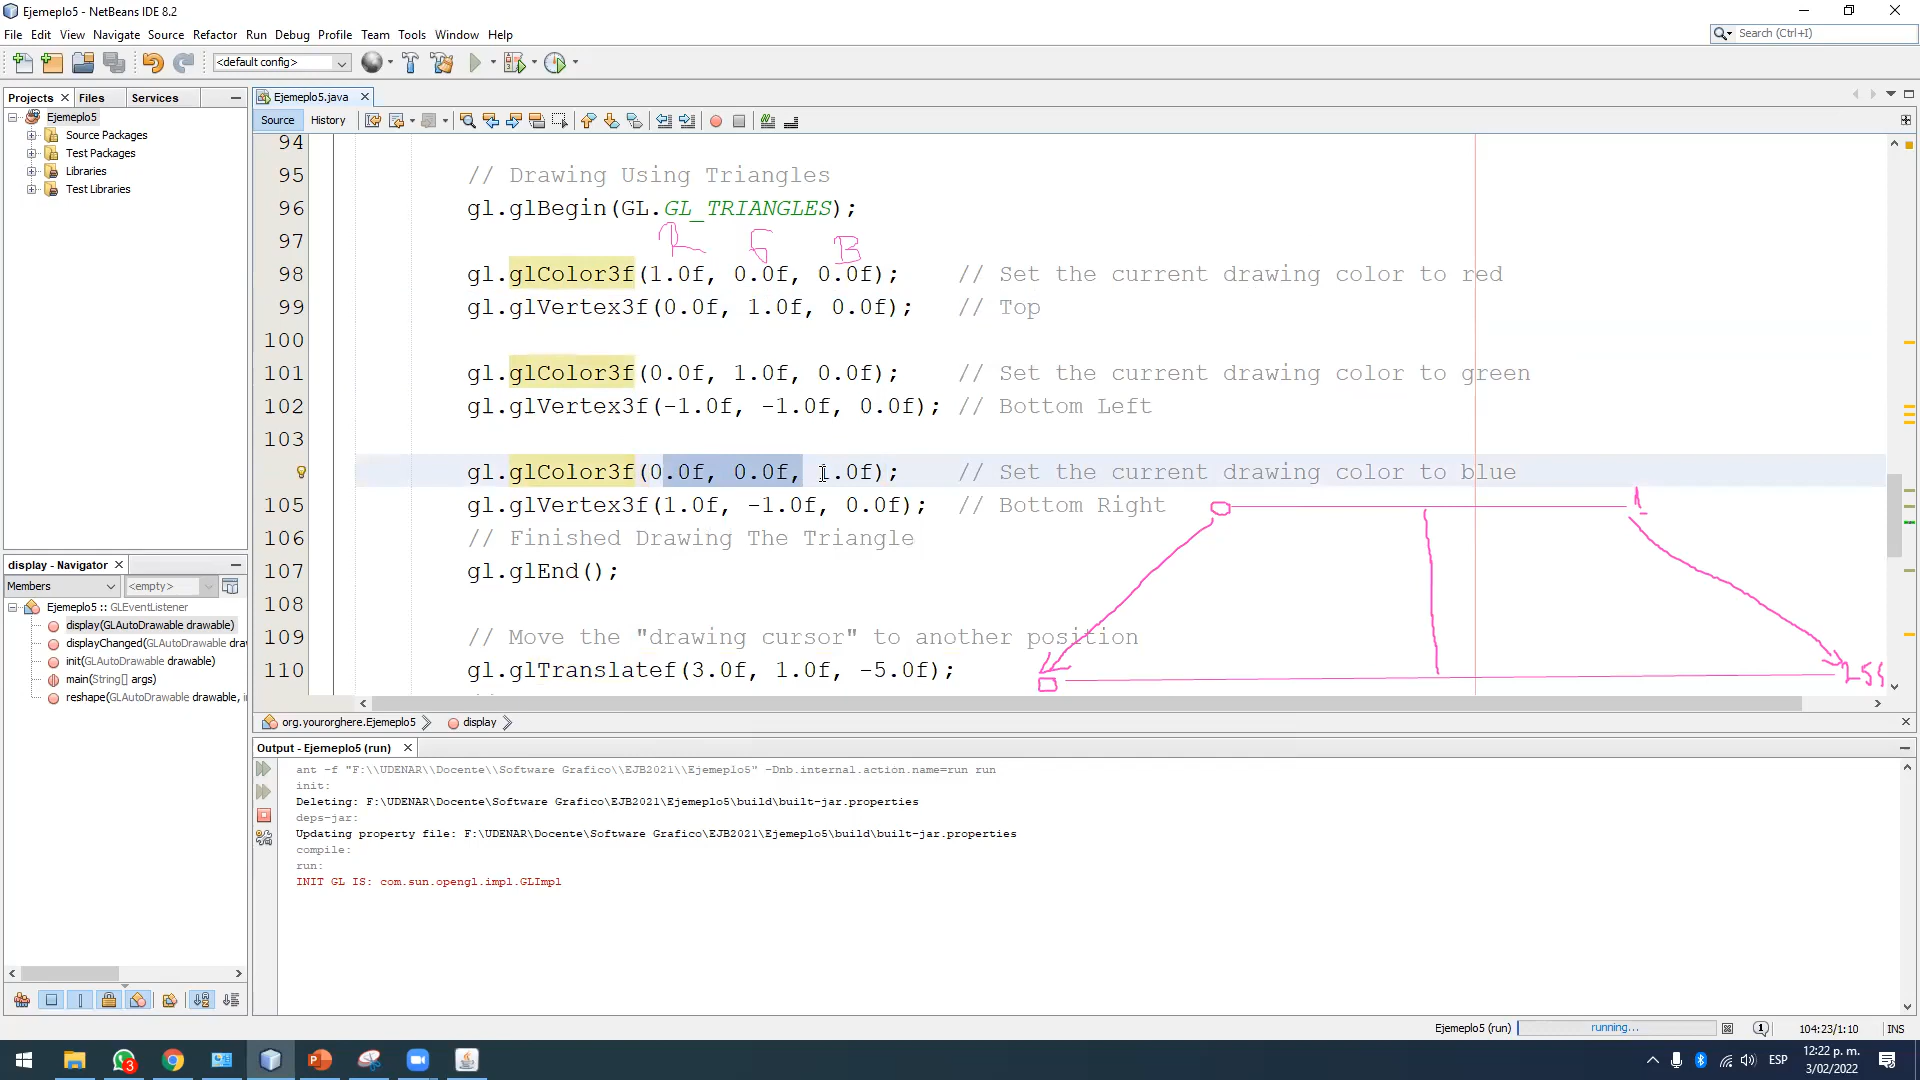 Ejemeplo5 - NetBeans IDE 8.2
File Edit View Navigate Source Refactor Run Debug Profile Team Tools Window Help
Search (Ctrl+I)
<default config>
Projects Files Services
Ejemeplo5
Source Packages
Test Packages
Libraries
Test Libraries
Ejemeplo5.java
Source History
94
95 // Drawing Using Triangles
96 gl.glBegin(GL.GL_TRIANGLES);
97
R G B
98 gl.glColor3f(1.0f, 0.0f, 0.0f); // Set the current drawing color to red
99 gl.glVertex3f(0.0f, 1.0f, 0.0f); // Top
100
101 gl.glColor3f(0.0f, 1.0f, 0.0f); // Set the current drawing color to green
102 gl.glVertex3f(-1.0f, -1.0f, 0.0f); // Bottom Left
103
gl.glColor3f(0.0f, 0.0f, 1.0f); // Set the current drawing color to blue
105 gl.glVertex3f(1.0f, -1.0f, 0.0f); // Bottom Right
0 1
106 // Finished Drawing The Triangle
107 gl.glEnd();
108
109 // Move the "drawing cursor" to another position
110 gl.glTranslatef(3.0f, 1.0f, -5.0f);
0 255
display - Navigator
Members <empty>
Ejemeplo5 :: GLEventListener
display(GLAutoDrawable drawable)
displayChanged(GLAutoDrawable dra
init(GLAutoDrawable drawable)
main(String[] args)
reshape(GLAutoDrawable drawable, i
org.yourorghere.Ejemeplo5 display
Output - Ejemeplo5 (run)
ant -f "F:\\UDENAR\\Docente\\Software Grafico\\EJB2021\\Ejemeplo5" -Dnb.internal.action.name=run run
init:
Deleting: F:\UDENAR\Docente\Software Grafico\EJB2021\Ejemeplo5\build\built-jar.properties
deps-jar:
Updating property file: F:\UDENAR\Docente\Software Grafico\EJB2021\Ejemeplo5\build\built-jar.properties
compile:
run:
INIT GL IS: com.sun.opengl.impl.GLImpl
Ejemeplo5 (run) running... 1 104:23/1:10 INS
3
ESP
12:22 p. m.
3/02/2022